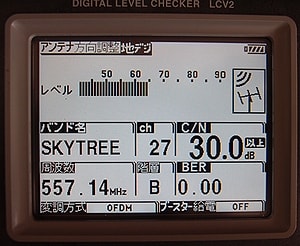 DIGITAL LEVEL CHECKER LCV2
アンテナ方向調整 地デジ
50 60 70 80 90
レベル
バンド名 ch C/N
SKYTREE 27 30.0 以上 dB
周波数 階層 BER
557.14MHz B 0.00
変調方式 OFDM ブースター給電 OFF